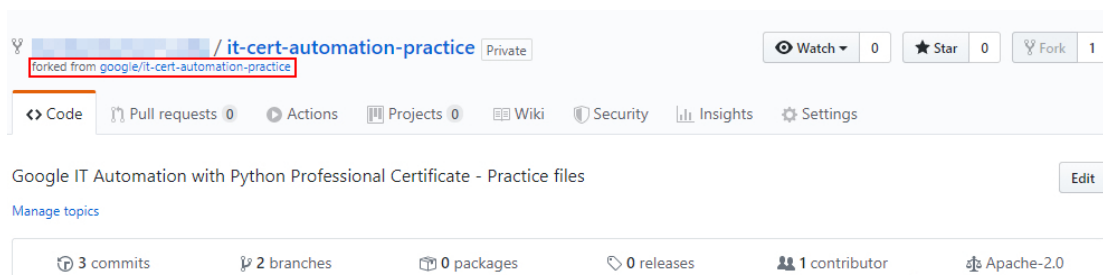 / it-cert-automation-practice Private Watch 0 Star 0 Fork 1
forked from google/it-cert-automation-practice
Code Pull requests 0 Actions Projects 0 Wiki Security Insights Settings
Google IT Automation with Python Professional Certificate - Practice files Edit
Manage topics
3 commits 2 branches 0 packages 0 releases 1 contributor Apache-2.0